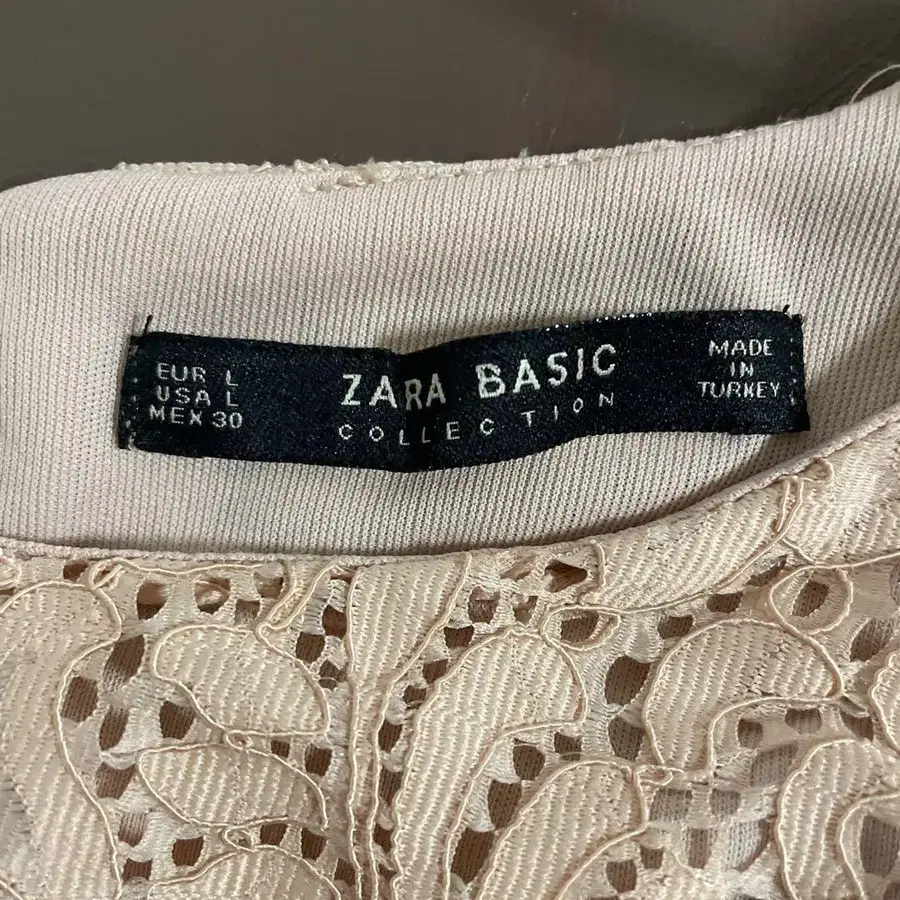 EUR L
USA L
MEX 30
ZARA BASIC
COLLECTION
MADE
IN
TURKEY